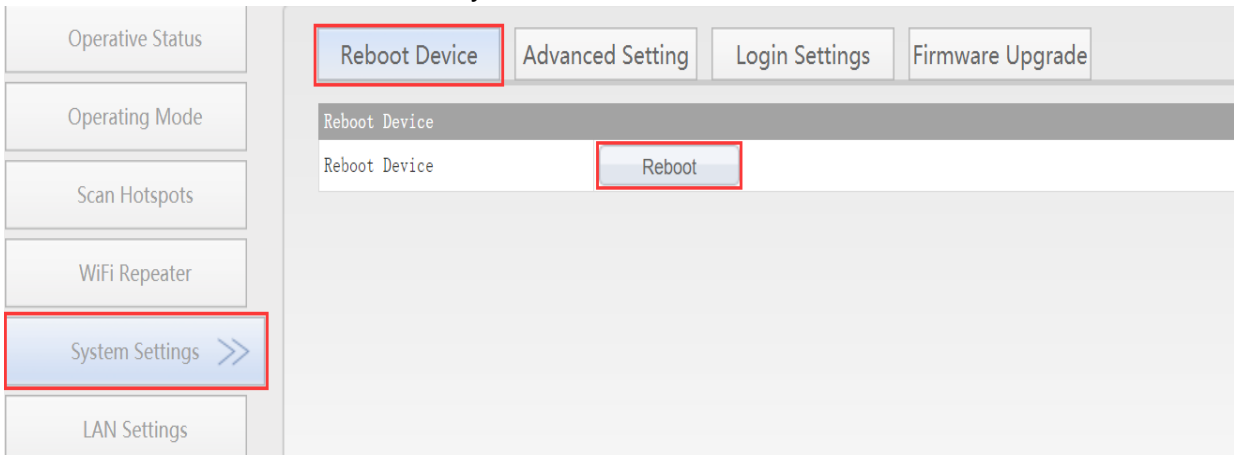 Operative Status
Operating Mode
Scan Hotspots
WiFi Repeater
System Settings
LAN Settings
Reboot Device
Advanced Setting
Login Settings
Firmware Upgrade
Reboot Device
Reboot Device
Reboot